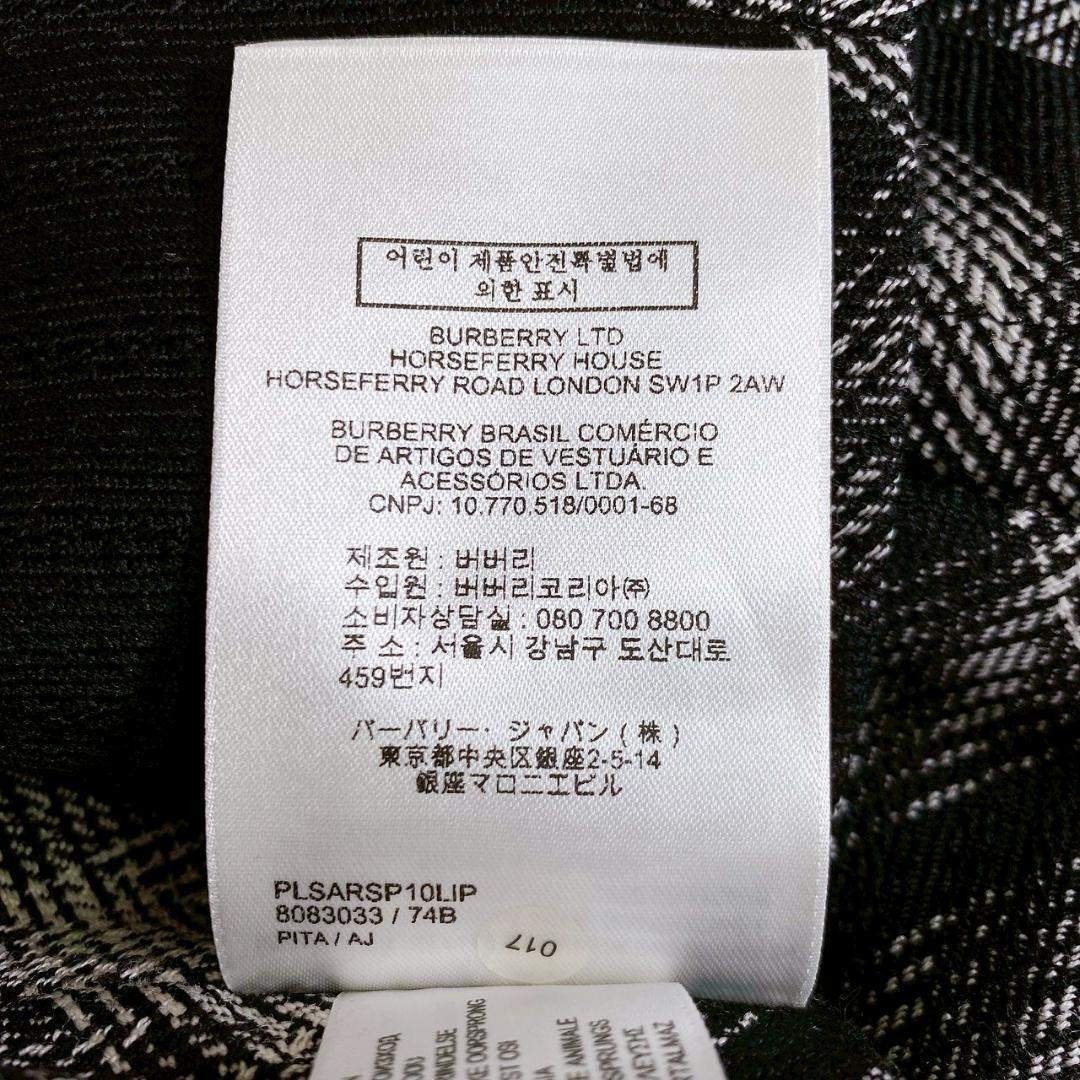 어린이 제품안전특별법에
의한 표시
BURBERRY LTD
HORSEFERRY HOUSE
HORSEFERRY ROAD LONDON SW1P 2AW
BURBERRY BRASIL COMÉRCIO
DE ARTIGOS DE VESTUÁRIO E
ACESSÓRIOS LTDA.
CNPJ: 10.770.518/0001-68
제조원 : 버버리
수입원 : 버버리코리아㈜
소비자상담실 : 080 700 8800
주 소 : 서울시 강남구 도산대로
459번지
バーバリー・ジャパン(株)
東京都中央区銀座2-5-14
銀座マロニエビル
PLSARSP10LIP
8083033 / 74B
PITA / AJ
017
OORSPRONG
ST OSI
E ANIMALE
SPRUNGS